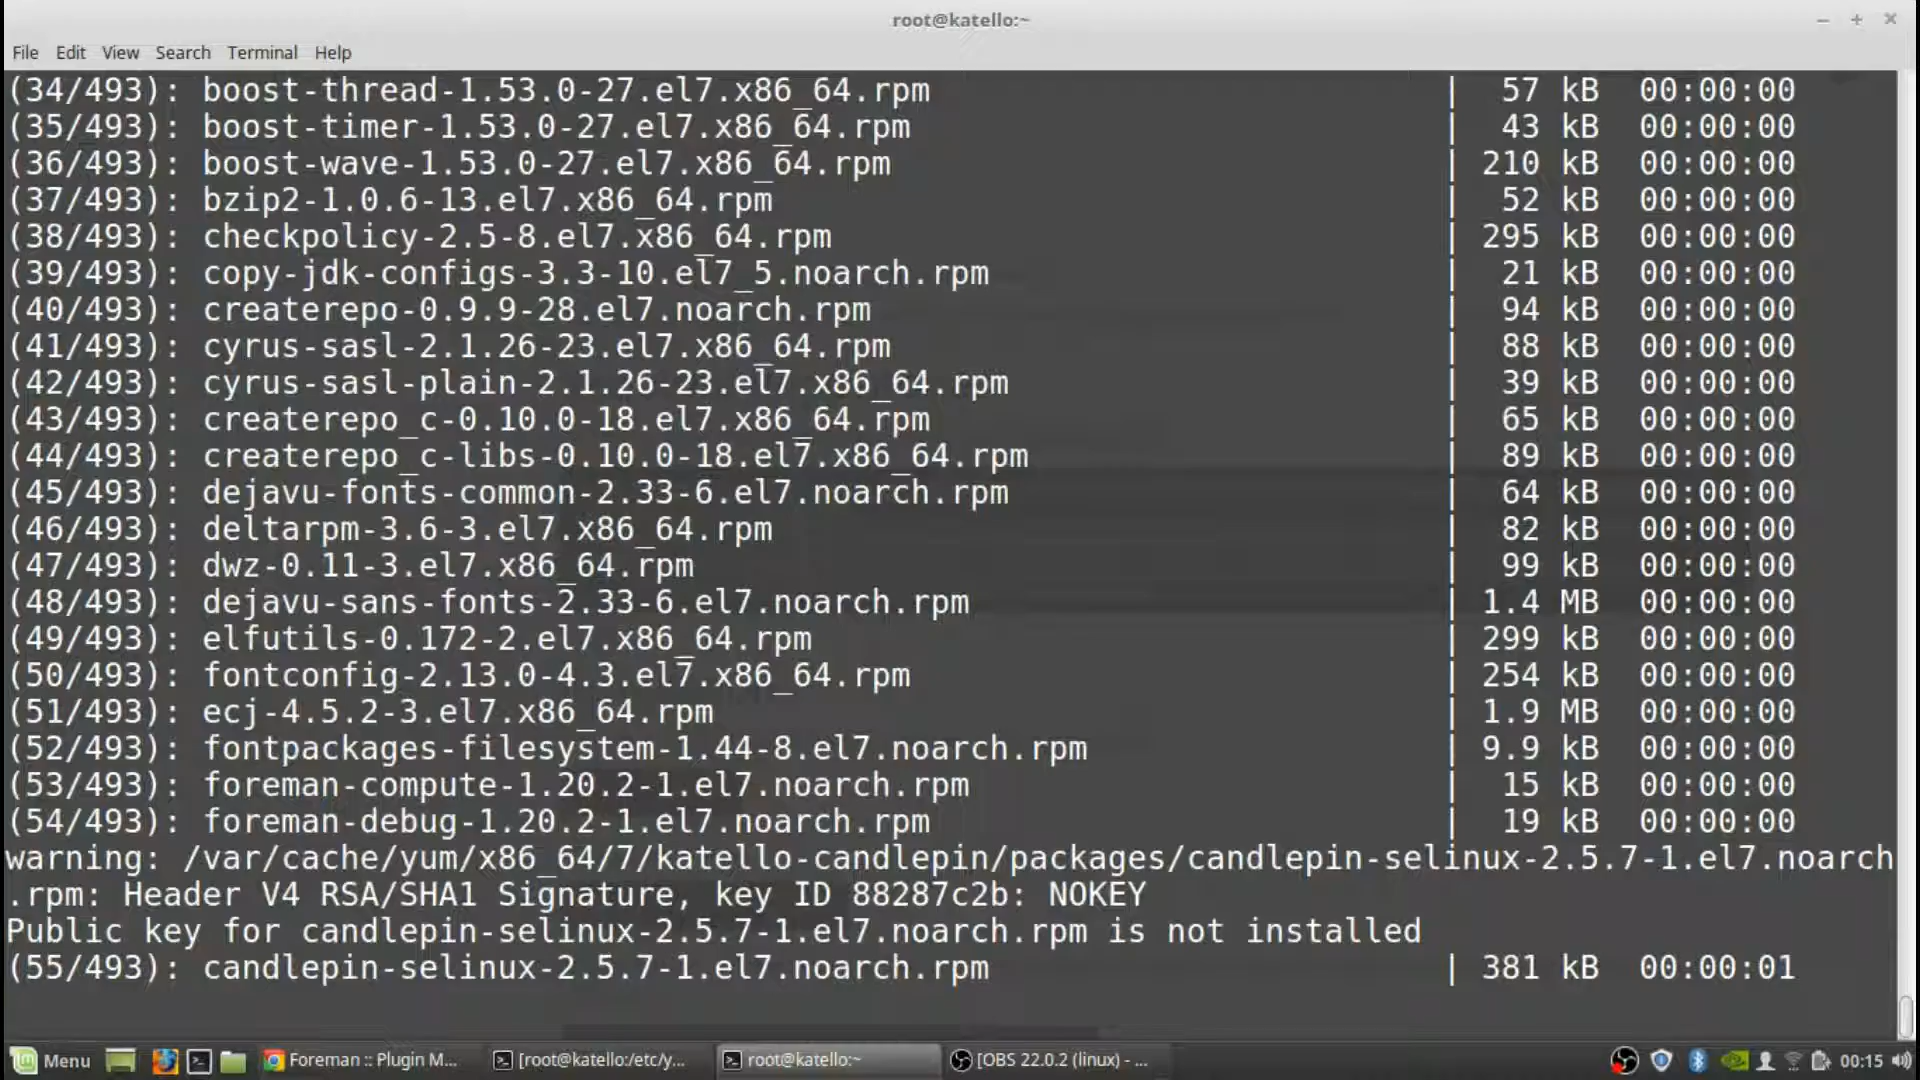 root@katello:~
File Edit View Search Terminal Help
(34/493): boost-thread-1.53.0-27.el7.x86_64.rpm | 57 kB 00:00:00
(35/493): boost-timer-1.53.0-27.el7.x86_64.rpm | 43 kB 00:00:00
(36/493): boost-wave-1.53.0-27.el7.x86_64.rpm | 210 kB 00:00:00
(37/493): bzip2-1.0.6-13.el7.x86_64.rpm | 52 kB 00:00:00
(38/493): checkpolicy-2.5-8.el7.x86_64.rpm | 295 kB 00:00:00
(39/493): copy-jdk-configs-3.3-10.el7_5.noarch.rpm | 21 kB 00:00:00
(40/493): createrepo-0.9.9-28.el7.noarch.rpm | 94 kB 00:00:00
(41/493): cyrus-sasl-2.1.26-23.el7.x86_64.rpm | 88 kB 00:00:00
(42/493): cyrus-sasl-plain-2.1.26-23.el7.x86_64.rpm | 39 kB 00:00:00
(43/493): createrepo_c-0.10.0-18.el7.x86_64.rpm | 65 kB 00:00:00
(44/493): createrepo_c-libs-0.10.0-18.el7.x86_64.rpm | 89 kB 00:00:00
(45/493): dejavu-fonts-common-2.33-6.el7.noarch.rpm | 64 kB 00:00:00
(46/493): deltarpm-3.6-3.el7.x86_64.rpm | 82 kB 00:00:00
(47/493): dwz-0.11-3.el7.x86_64.rpm | 99 kB 00:00:00
(48/493): dejavu-sans-fonts-2.33-6.el7.noarch.rpm | 1.4 MB 00:00:00
(49/493): elfutils-0.172-2.el7.x86_64.rpm | 299 kB 00:00:00
(50/493): fontconfig-2.13.0-4.3.el7.x86_64.rpm | 254 kB 00:00:00
(51/493): ecj-4.5.2-3.el7.x86_64.rpm | 1.9 MB 00:00:00
(52/493): fontpackages-filesystem-1.44-8.el7.noarch.rpm | 9.9 kB 00:00:00
(53/493): foreman-compute-1.20.2-1.el7.noarch.rpm | 15 kB 00:00:00
(54/493): foreman-debug-1.20.2-1.el7.noarch.rpm | 19 kB 00:00:00
warning: /var/cache/yum/x86_64/7/katello-candlepin/packages/candlepin-selinux-2.5.7-1.el7.noarch
.rpm: Header V4 RSA/SHA1 Signature, key ID 88287c2b: NOKEY
Public key for candlepin-selinux-2.5.7-1.el7.noarch.rpm is not installed
(55/493): candlepin-selinux-2.5.7-1.el7.noarch.rpm | 381 kB 00:00:01
Menu Foreman :: Plugin M... [root@katello:/etc/y... root@katello:~ [OBS 22.0.2 (linux) - ... 00:15